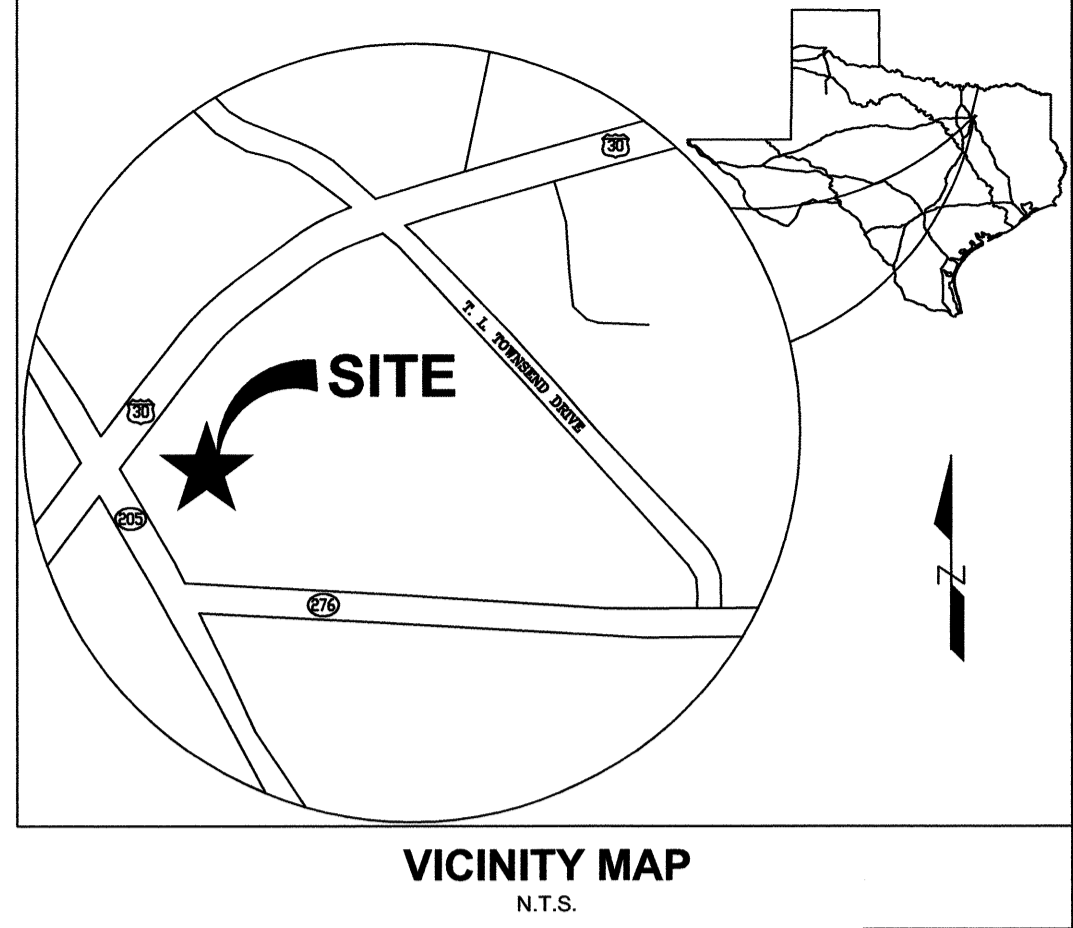 30
T. L. TOWNSEND DRIVE
SITE
30
205
276
N
VICINITY MAP
N.T.S.